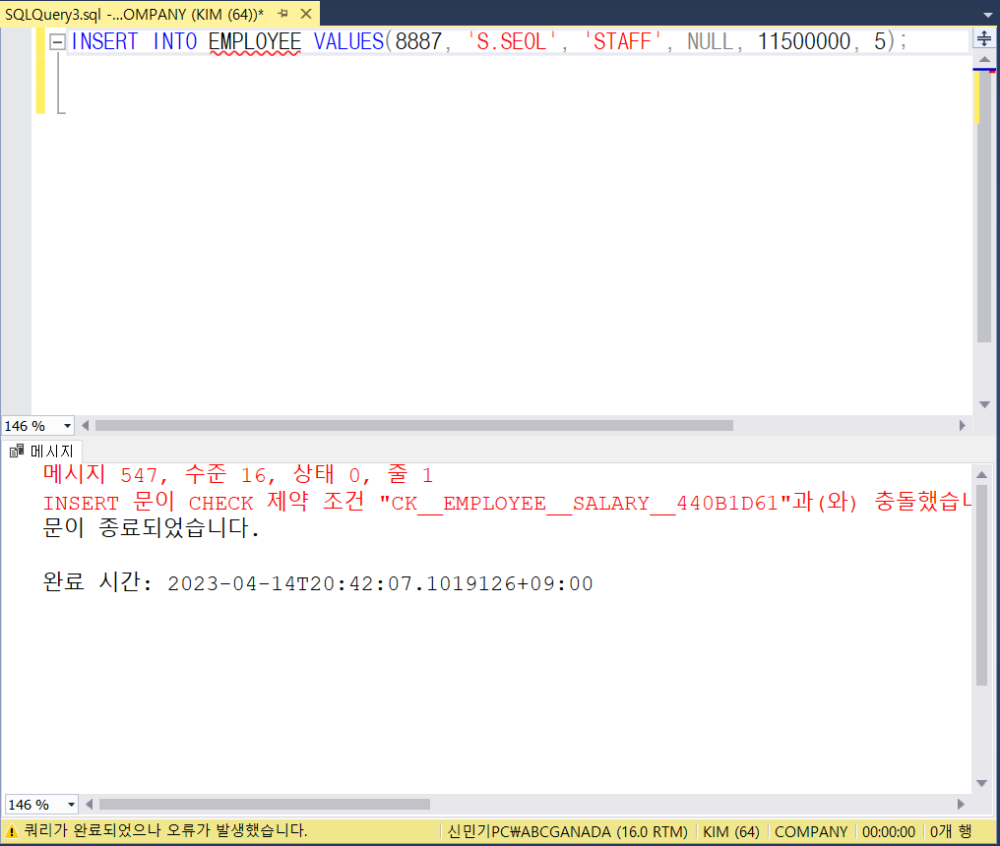 SQLQuery3.sql -...OMPANY (KIM (64))*
INSERT INTO EMPLOYEE VALUES(8887, 'S.SEOL', 'STAFF', NULL, 11500000, 5);
146 %
메시지
메시지 547, 수준 16, 상태 0, 줄 1
INSERT 문이 CHECK 제약 조건 "CK__EMPLOYEE__SALARY__440B1D61"과(와) 충돌했습니
문이 종료되었습니다.
완료 시간: 2023-04-14T20:42:07.1019126+09:00
146 %
쿼리가 완료되었으나 오류가 발생했습니다. 신민기PC₩ABCGANADA (16.0 RTM) KIM (64) COMPANY 00:00:00 0개 행